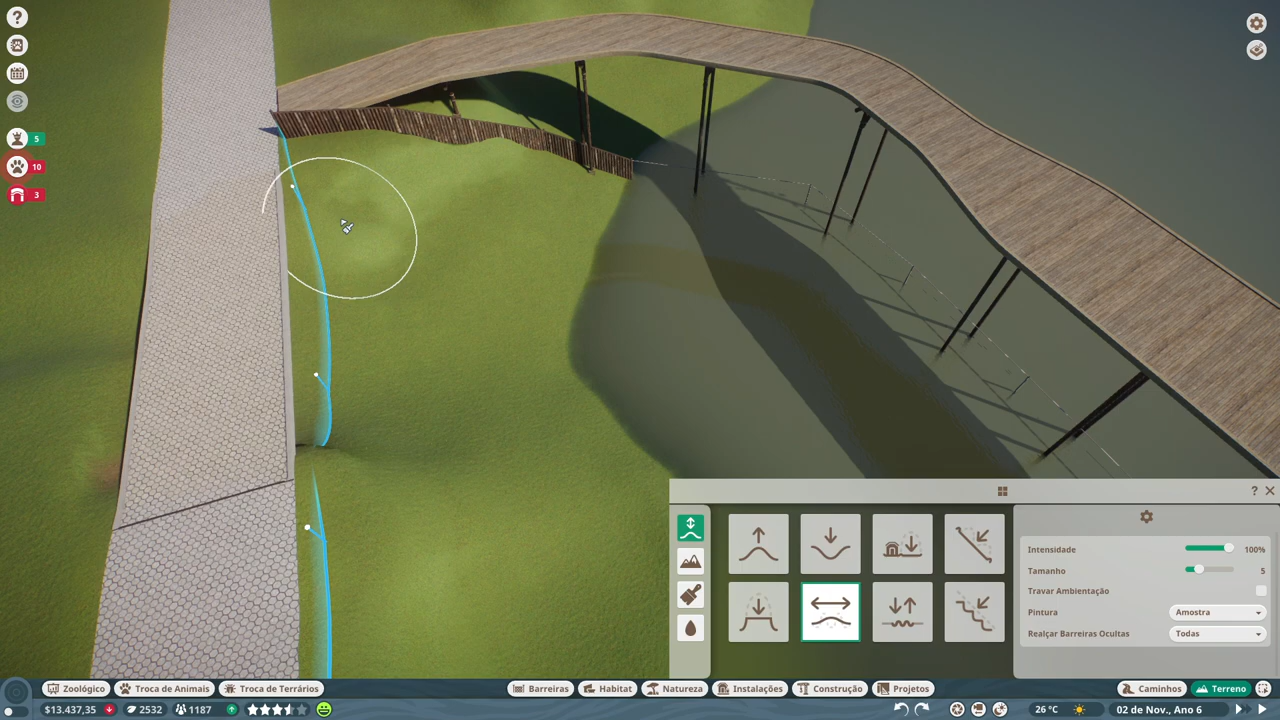 ?
5
10
3
? ×
Intensidade 100%
Tamanho 5
Travar Ambientação
Pintura Amostra
Realçar Barreiras Ocultas Todas
Zoológico Troca de Animais Troca de Terrários Barreiras Habitat Natureza Instalações Construção Projetos Caminhos Terreno
$13.437,35 2532 1187 26 °C 02 de Nov., Ano 6